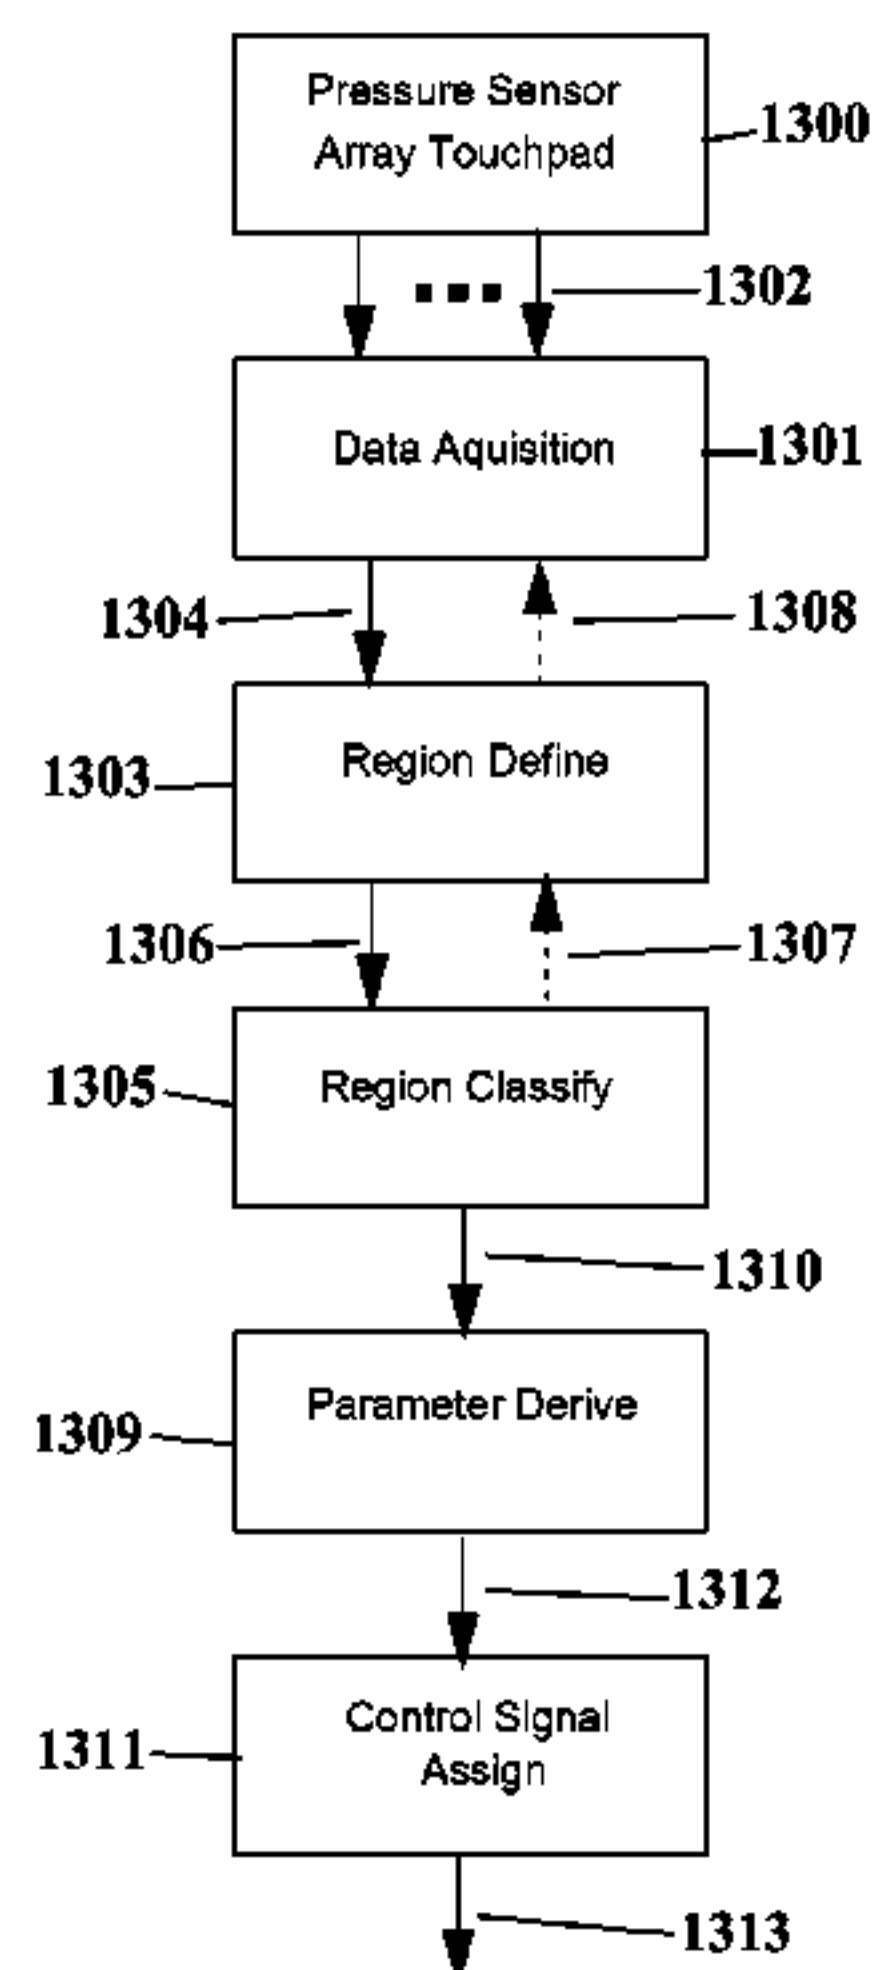 Pressure Sensor
Array Touchpad
1300
1302
Data Aquisition
1301
1304
1308
Region Define
1303
1306
1307
Region Classify
1305
1310
Parameter Derive
1309
1312
Control Signal
Assign
1311
1313